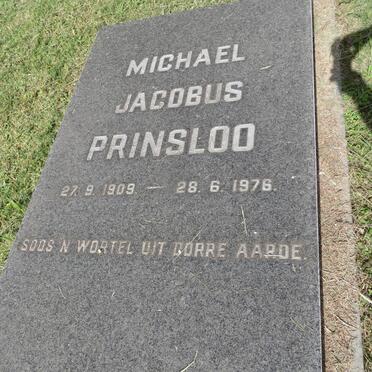 MICHAEL
JACOBUS
PRINSLOO
27. 9. 1909 — 28. 6. 1976.
SOOS 'N WORTEL UIT DORRE AARDE.